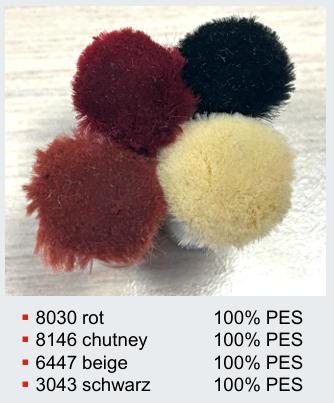 8030 rot 100% PES
8146 chutney 100% PES
6447 beige 100% PES
3043 schwarz 100% PES